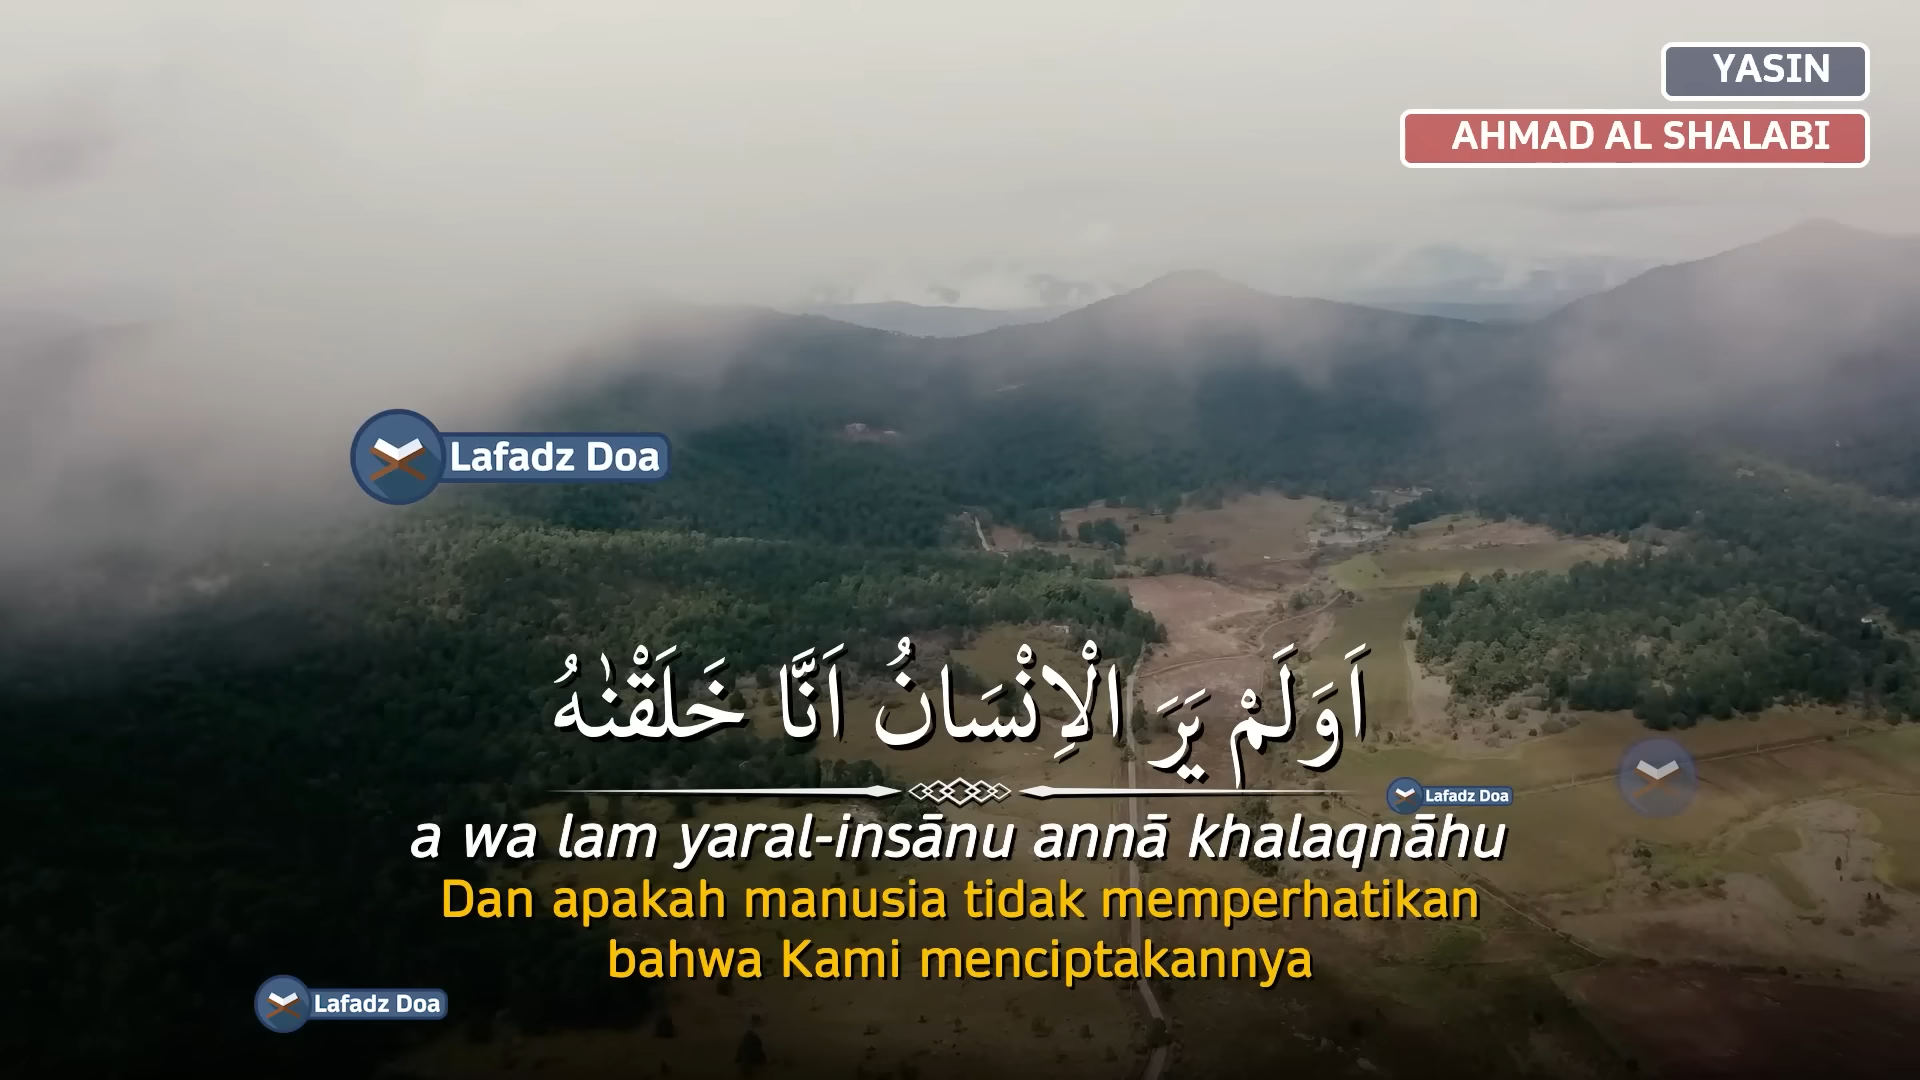 YASIN
AHMAD AL SHALABI
Lafadz Doa
اَوَلَمْ يَرَ الْاِنْسَانُ اَنَّا خَلَقْنٰهُ
Lafadz Doa
a wa lam yaral-insānu annā khalaqnāhu
Dan apakah manusia tidak memperhatikan
bahwa Kami menciptakannya
Lafadz Doa